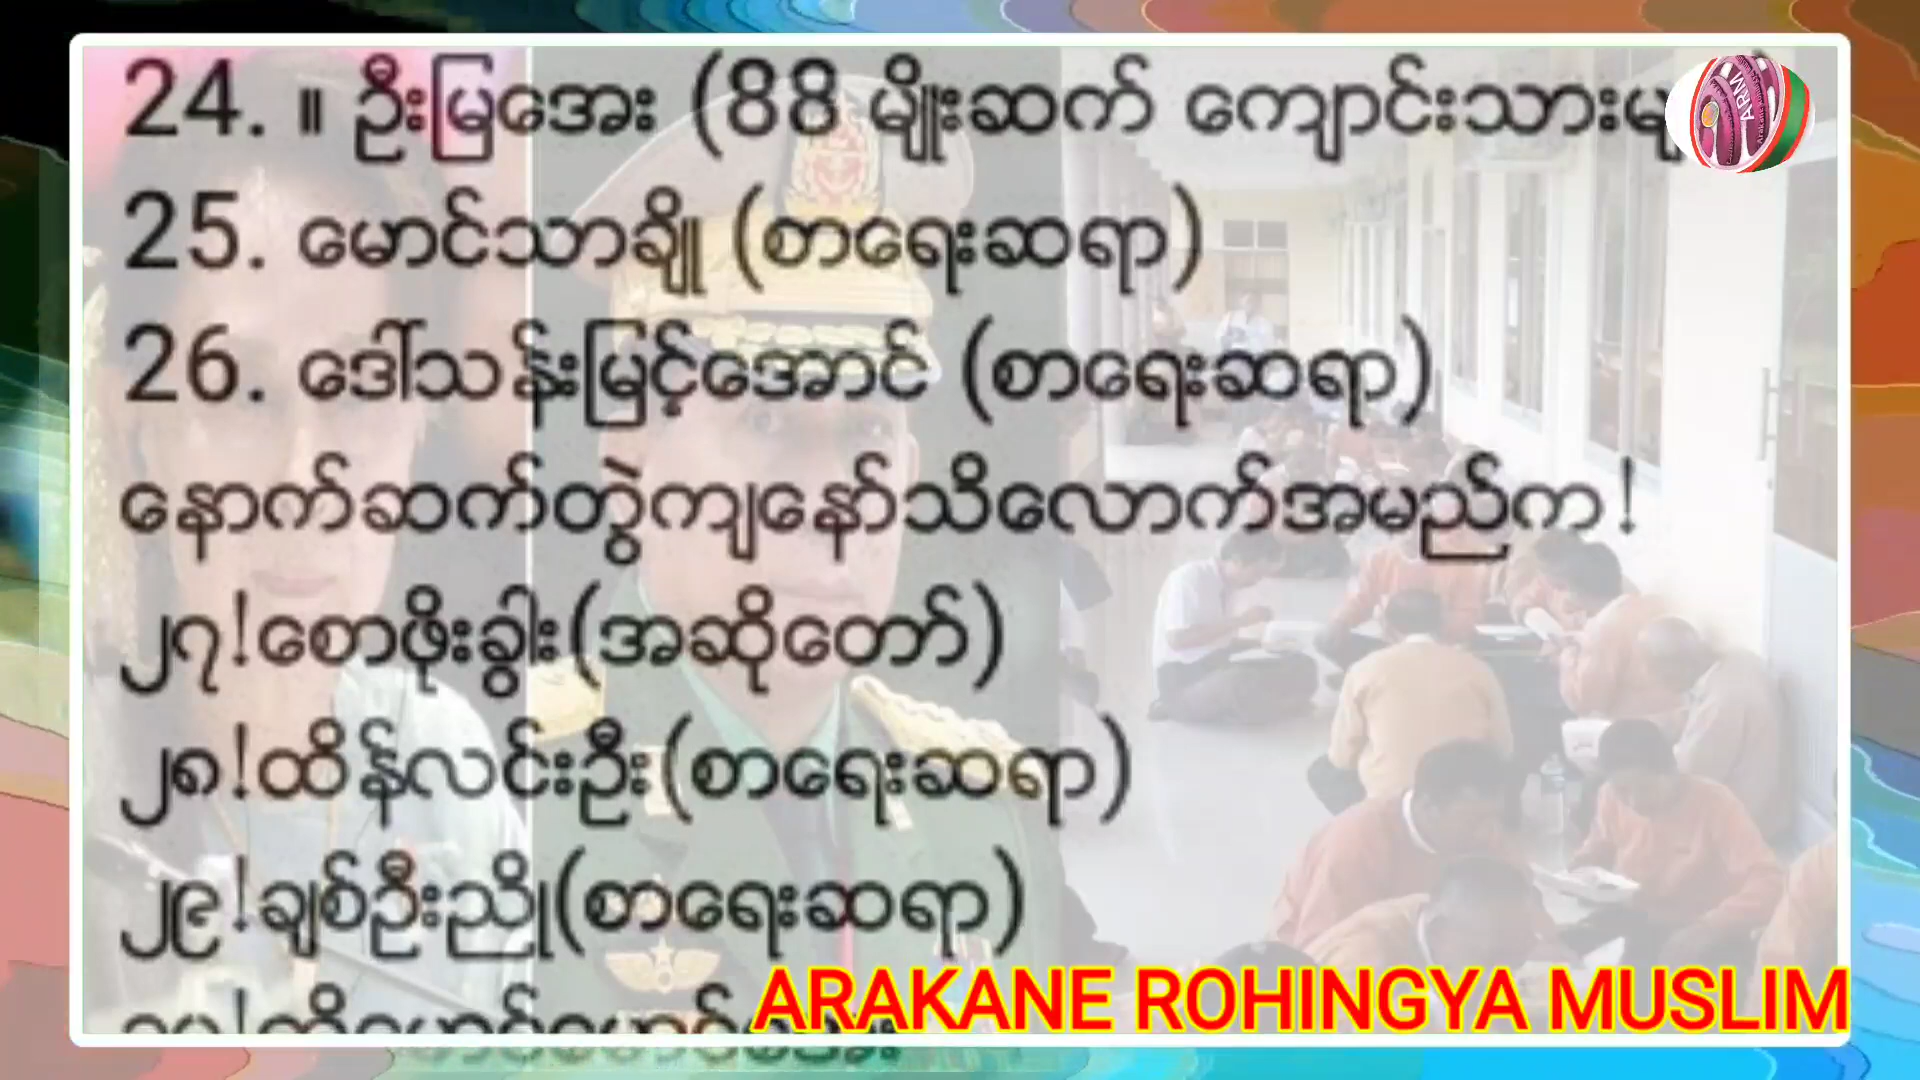 24. ။ ဦးမြအေး (88 မျိုးဆက် ကျောင်းသားများ
25. မောင်သာချို (စာရေးဆရာ)
26. ဒေါ်သန်းမြင့်အောင် (စာရေးဆရာ)
နောက်ဆက်တွဲကျနော်သိလောက်အမည်က!
၂၇!စောဖိုးခွါး(အဆိုတော်)
၂၈!ထိန်လင်းဦး(စာရေးဆရာ)
၂၉!ချစ်ဦးညို(စာရေးဆရာ)
ARAKANE ROHINGYA MUSLIM
ARM